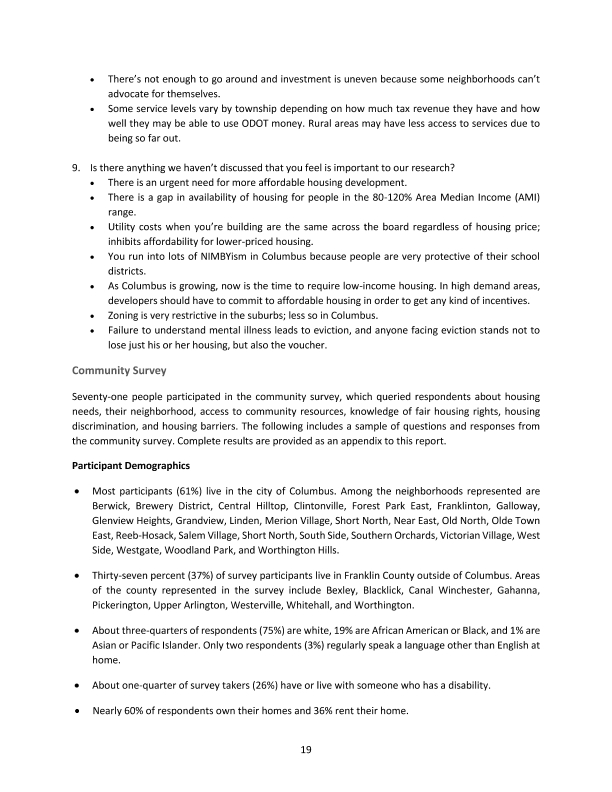 • There’s not enough to go around and investment is uneven because some neighborhoods can’t
advocate for themselves.
• Some service levels vary by township depending on how much tax revenue they have and how
well they may be able to use ODOT money. Rural areas may have less access to services due to
being so far out.
9. Is there anything we haven’t discussed that you feel is important to our research?
• There is an urgent need for more affordable housing development.
• There is a gap in availability of housing for people in the 80-120% Area Median Income (AMI)
range.
• Utility costs when you’re building are the same across the board regardless of housing price;
inhibits affordability for lower-priced housing.
• You run into lots of NIMBYism in Columbus because people are very protective of their school
districts.
• As Columbus is growing, now is the time to require low-income housing. In high demand areas,
developers should have to commit to affordable housing in order to get any kind of incentives.
• Zoning is very restrictive in the suburbs; less so in Columbus.
• Failure to understand mental illness leads to eviction, and anyone facing eviction stands not to
lose just his or her housing, but also the voucher.
Community Survey
Seventy-one people participated in the community survey, which queried respondents about housing
needs, their neighborhood, access to community resources, knowledge of fair housing rights, housing
discrimination, and housing barriers. The following includes a sample of questions and responses from
the community survey. Complete results are provided as an appendix to this report.
Participant Demographics
• Most participants (61%) live in the city of Columbus. Among the neighborhoods represented are
Berwick, Brewery District, Central Hilltop, Clintonville, Forest Park East, Franklinton, Galloway,
Glenview Heights, Grandview, Linden, Merion Village, Short North, Near East, Old North, Olde Town
East, Reeb-Hosack, Salem Village, Short North, South Side, Southern Orchards, Victorian Village, West
Side, Westgate, Woodland Park, and Worthington Hills.
• Thirty-seven percent (37%) of survey participants live in Franklin County outside of Columbus. Areas
of the county represented in the survey include Bexley, Blacklick, Canal Winchester, Gahanna,
Pickerington, Upper Arlington, Westerville, Whitehall, and Worthington.
• About three-quarters of respondents (75%) are white, 19% are African American or Black, and 1% are
Asian or Pacific Islander. Only two respondents (3%) regularly speak a language other than English at
home.
• About one-quarter of survey takers (26%) have or live with someone who has a disability.
• Nearly 60% of respondents own their homes and 36% rent their home.
19